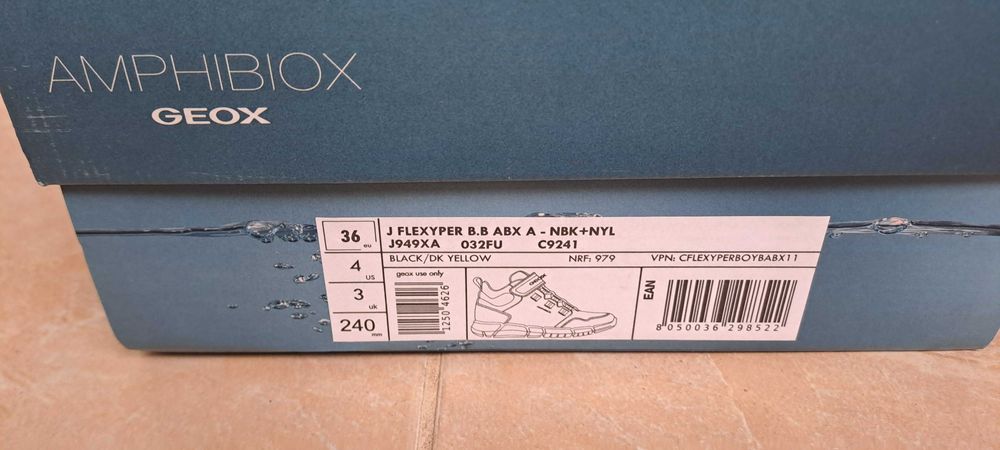 AMPHIBIOX
GEOX
36 eu
4 US
3 uk
240 mm
J FLEXYPER B.B ABX A - NBK+NYL
J949XA 032FU C9241
BLACK/DK YELLOW NRF: 979 VPN: CFLEXYPERBOYBABX11
geox use only
1250 4626
EAN
8 050036 298522